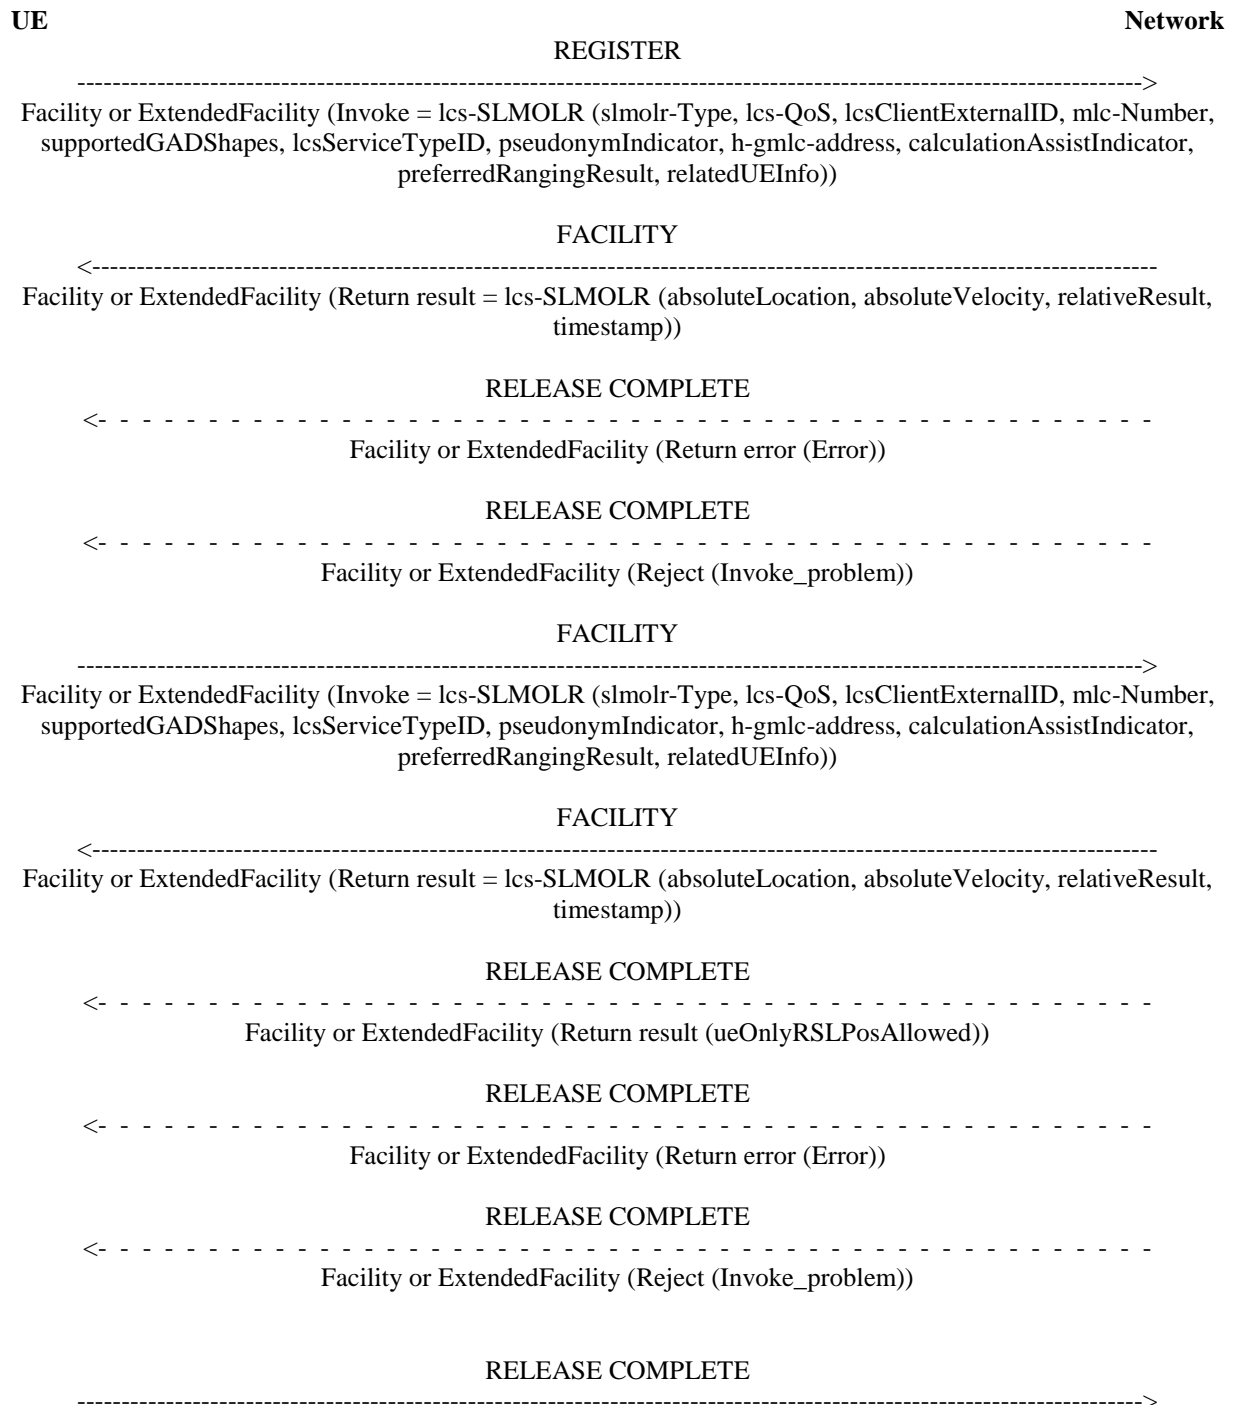 UE Network
REGISTER
------------------------------------------------------------------------------------------------------------------------->
Facility or ExtendedFacility (Invoke = lcs-SLMOLR (slmolr-Type, lcs-QoS, lcsClientExternalID, mlc-Number,
supportedGADShapes, lcsServiceTypeID, pseudonymIndicator, h-gmlc-address, calculationAssistIndicator,
preferredRangingResult, relatedUEInfo))
FACILITY
<-------------------------------------------------------------------------------------------------------------------------
Facility or ExtendedFacility (Return result = lcs-SLMOLR (absoluteLocation, absoluteVelocity, relativeResult,
timestamp))
RELEASE COMPLETE
<- - - - - - - - - - - - - - - - - - - - - - - - - - - - - - - - - - - - - - - - - - - - - - - -
Facility or ExtendedFacility (Return error (Error))
RELEASE COMPLETE
<- - - - - - - - - - - - - - - - - - - - - - - - - - - - - - - - - - - - - - - - - - - - - - - -
Facility or ExtendedFacility (Reject (Invoke_problem))
FACILITY
------------------------------------------------------------------------------------------------------------------------->
Facility or ExtendedFacility (Invoke = lcs-SLMOLR (slmolr-Type, lcs-QoS, lcsClientExternalID, mlc-Number,
supportedGADShapes, lcsServiceTypeID, pseudonymIndicator, h-gmlc-address, calculationAssistIndicator,
preferredRangingResult, relatedUEInfo))
FACILITY
<-------------------------------------------------------------------------------------------------------------------------
Facility or ExtendedFacility (Return result = lcs-SLMOLR (absoluteLocation, absoluteVelocity, relativeResult,
timestamp))
RELEASE COMPLETE
<- - - - - - - - - - - - - - - - - - - - - - - - - - - - - - - - - - - - - - - - - - - - - - - -
Facility or ExtendedFacility (Return result (ueOnlyRSLPosAllowed))
RELEASE COMPLETE
<- - - - - - - - - - - - - - - - - - - - - - - - - - - - - - - - - - - - - - - - - - - - - - - -
Facility or ExtendedFacility (Return error (Error))
RELEASE COMPLETE
<- - - - - - - - - - - - - - - - - - - - - - - - - - - - - - - - - - - - - - - - - - - - - - - -
Facility or ExtendedFacility (Reject (Invoke_problem))
RELEASE COMPLETE
------------------------------------------------------------------------------------------------------------------------->